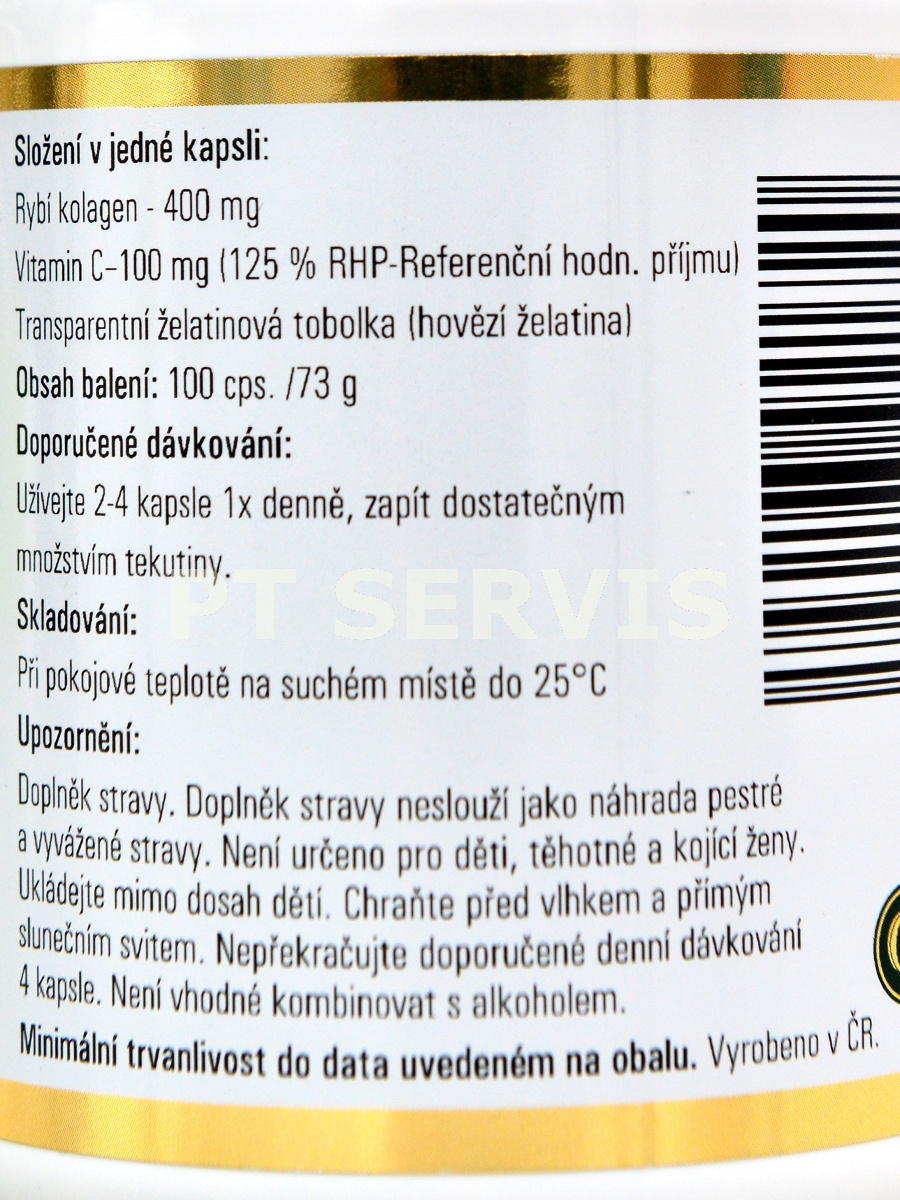 Složení v jedné kapsli:
Rybí kolagen - 400 mg
Vitamin C-100 mg (125 % RHP-Referenční hodn. příjmu)
Transparentní želatinová tobolka (hovězí želatina)
Obsah balení: 100 cps. /73 g
Doporučené dávkování:
Užívejte 2-4 kapsle 1x denně, zapít dostatečným
množstvím tekutiny.
PT SERVIS
Skladování:
Při pokojové teplotě na suchém místě do 25°C
Upozornění:
Doplněk stravy. Doplněk stravy neslouží jako náhrada pestré
a vyvážené stravy. Není určeno pro děti, těhotné a kojící ženy.
Ukládejte mimo dosah dětí. Chraňte před vlhkem a přímým
slunečním svitem. Nepřekračujte doporučené denní dávkování
4 kapsle. Není vhodné kombinovat s alkoholem.
Minimální trvanlivost do data uvedeném na obalu. Vyrobeno v ČR.